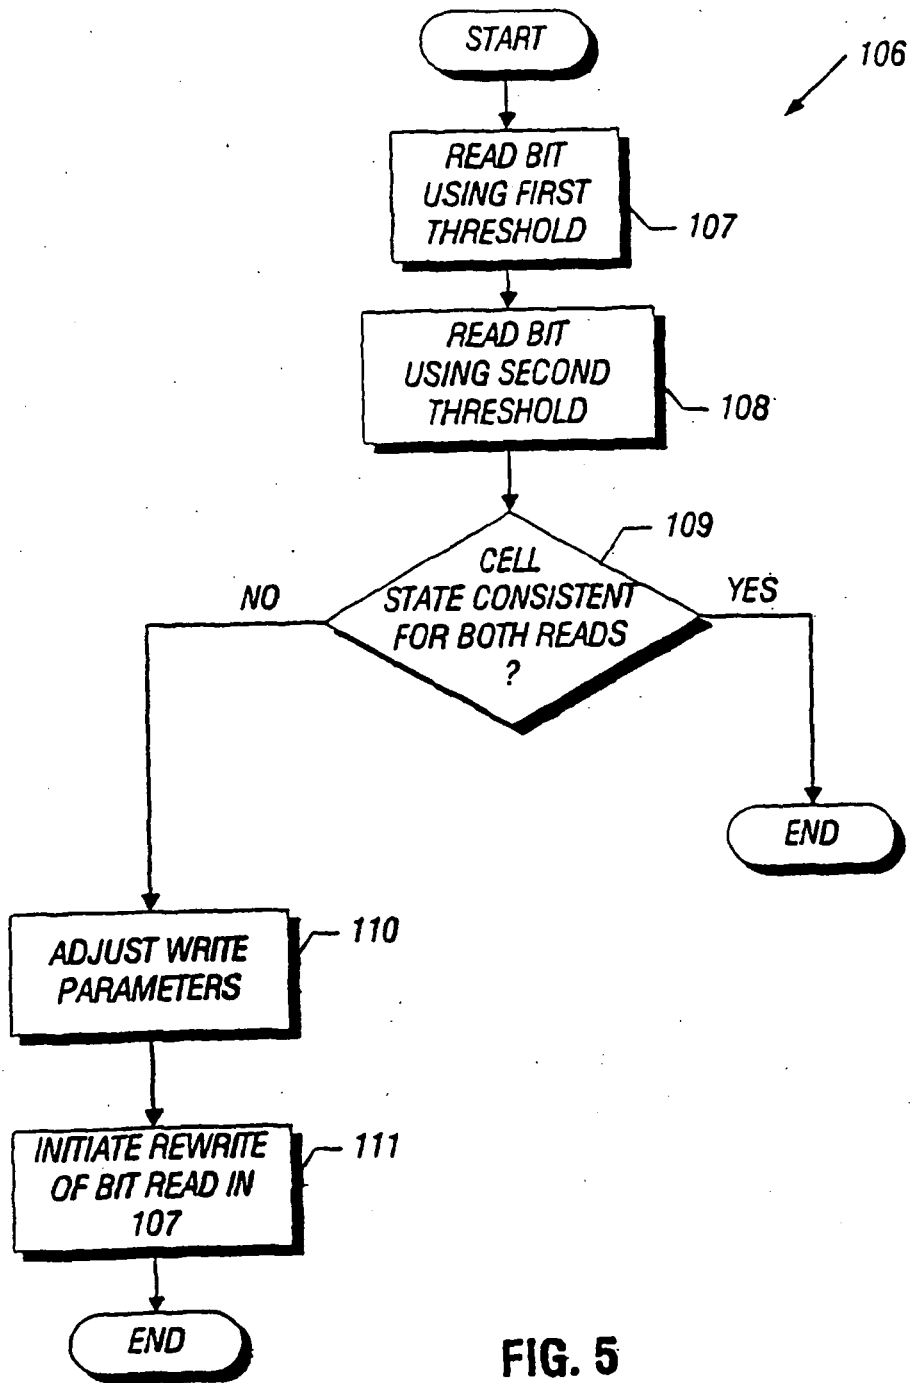 START
106
READ BIT
USING FIRST
THRESHOLD
107
READ BIT
USING SECOND
THRESHOLD
108
109
CELL
STATE CONSISTENT
FOR BOTH READS
?
NO
YES
END
ADJUST WRITE
PARAMETERS
110
INITIATE REWRITE
OF BIT READ IN
107
111
END
FIG. 5